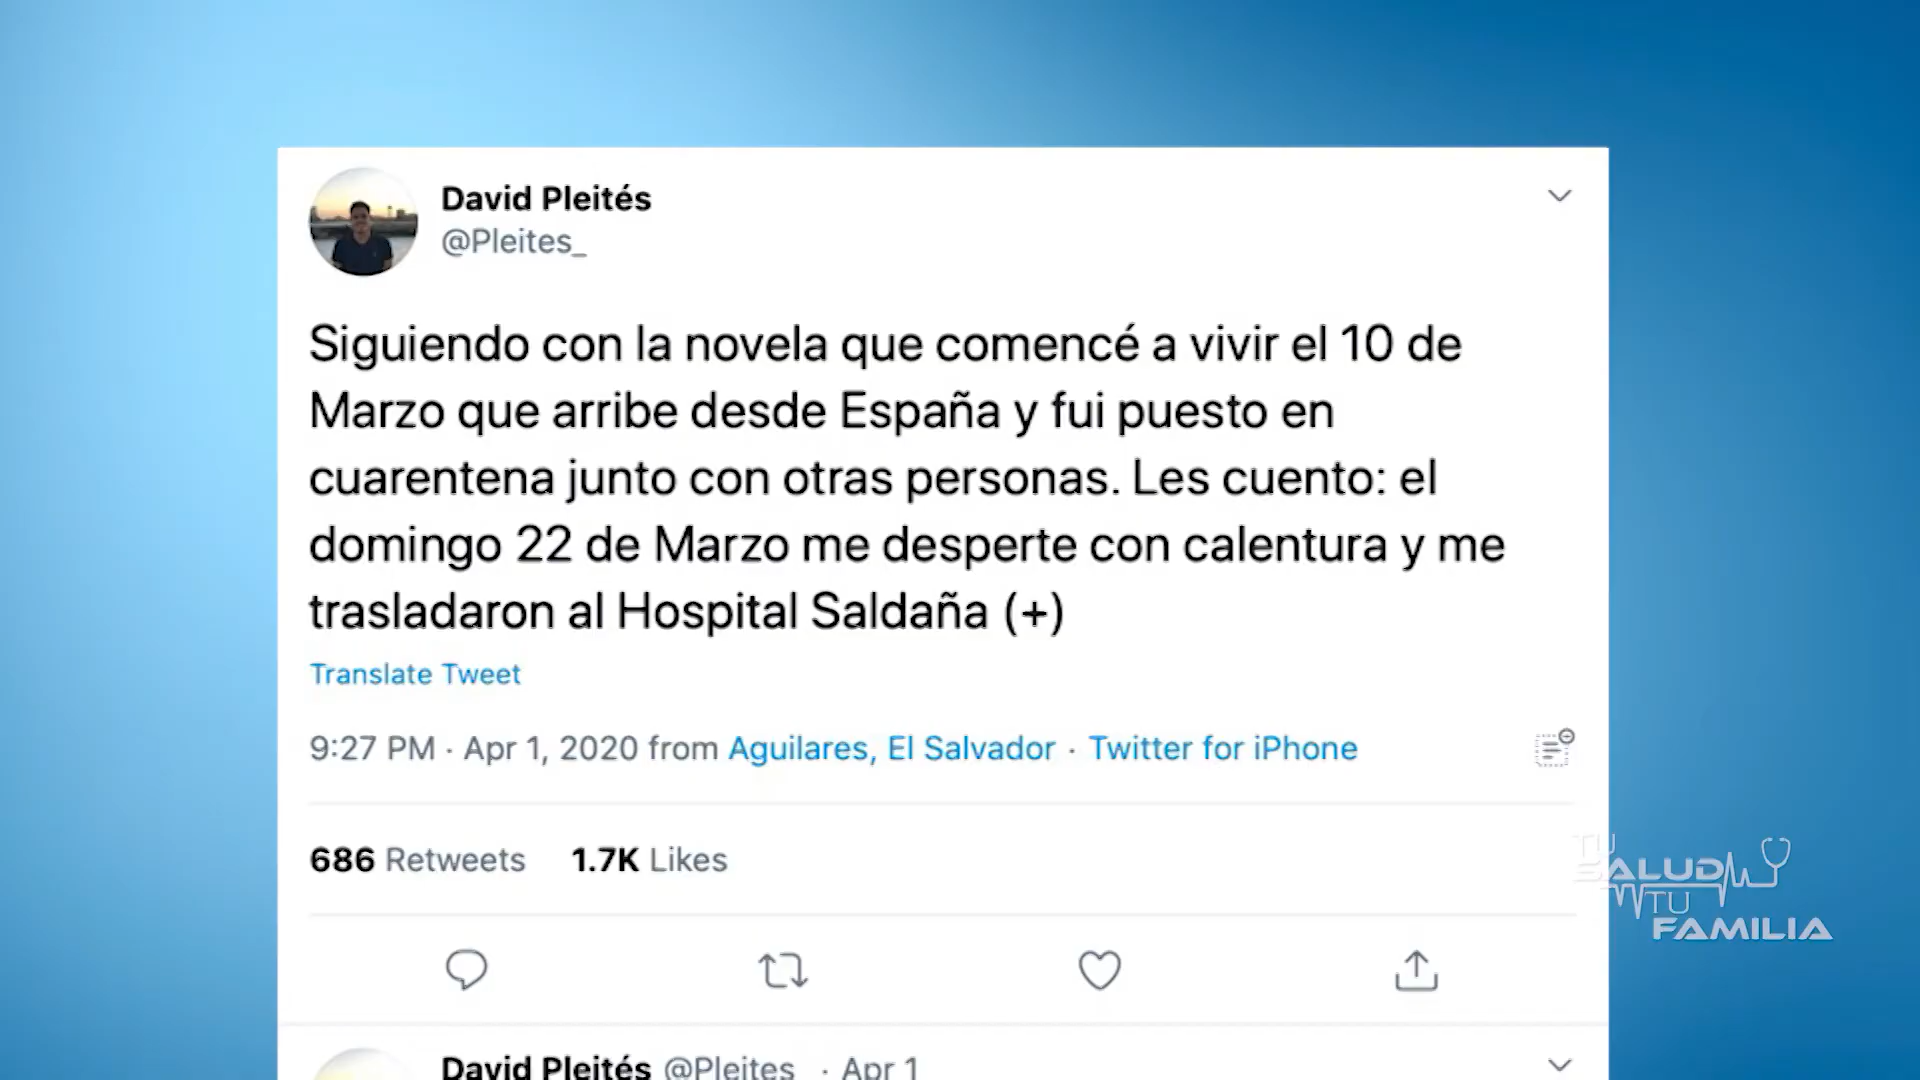 David Pleités
@Pleites_
Siguiendo con la novela que comencé a vivir el 10 de
Marzo que arribe desde España y fui puesto en
cuarentena junto con otras personas. Les cuento: el
domingo 22 de Marzo me desperte con calentura y me
trasladaron al Hospital Saldaña (+)
Translate Tweet
9:27 PM · Apr 1, 2020 from Aguilares, El Salvador · Twitter for iPhone
686 Retweets 1.7K Likes
TU
SALUD
TU
FAMILIA
David Pleités @Pleites_ · Apr 1